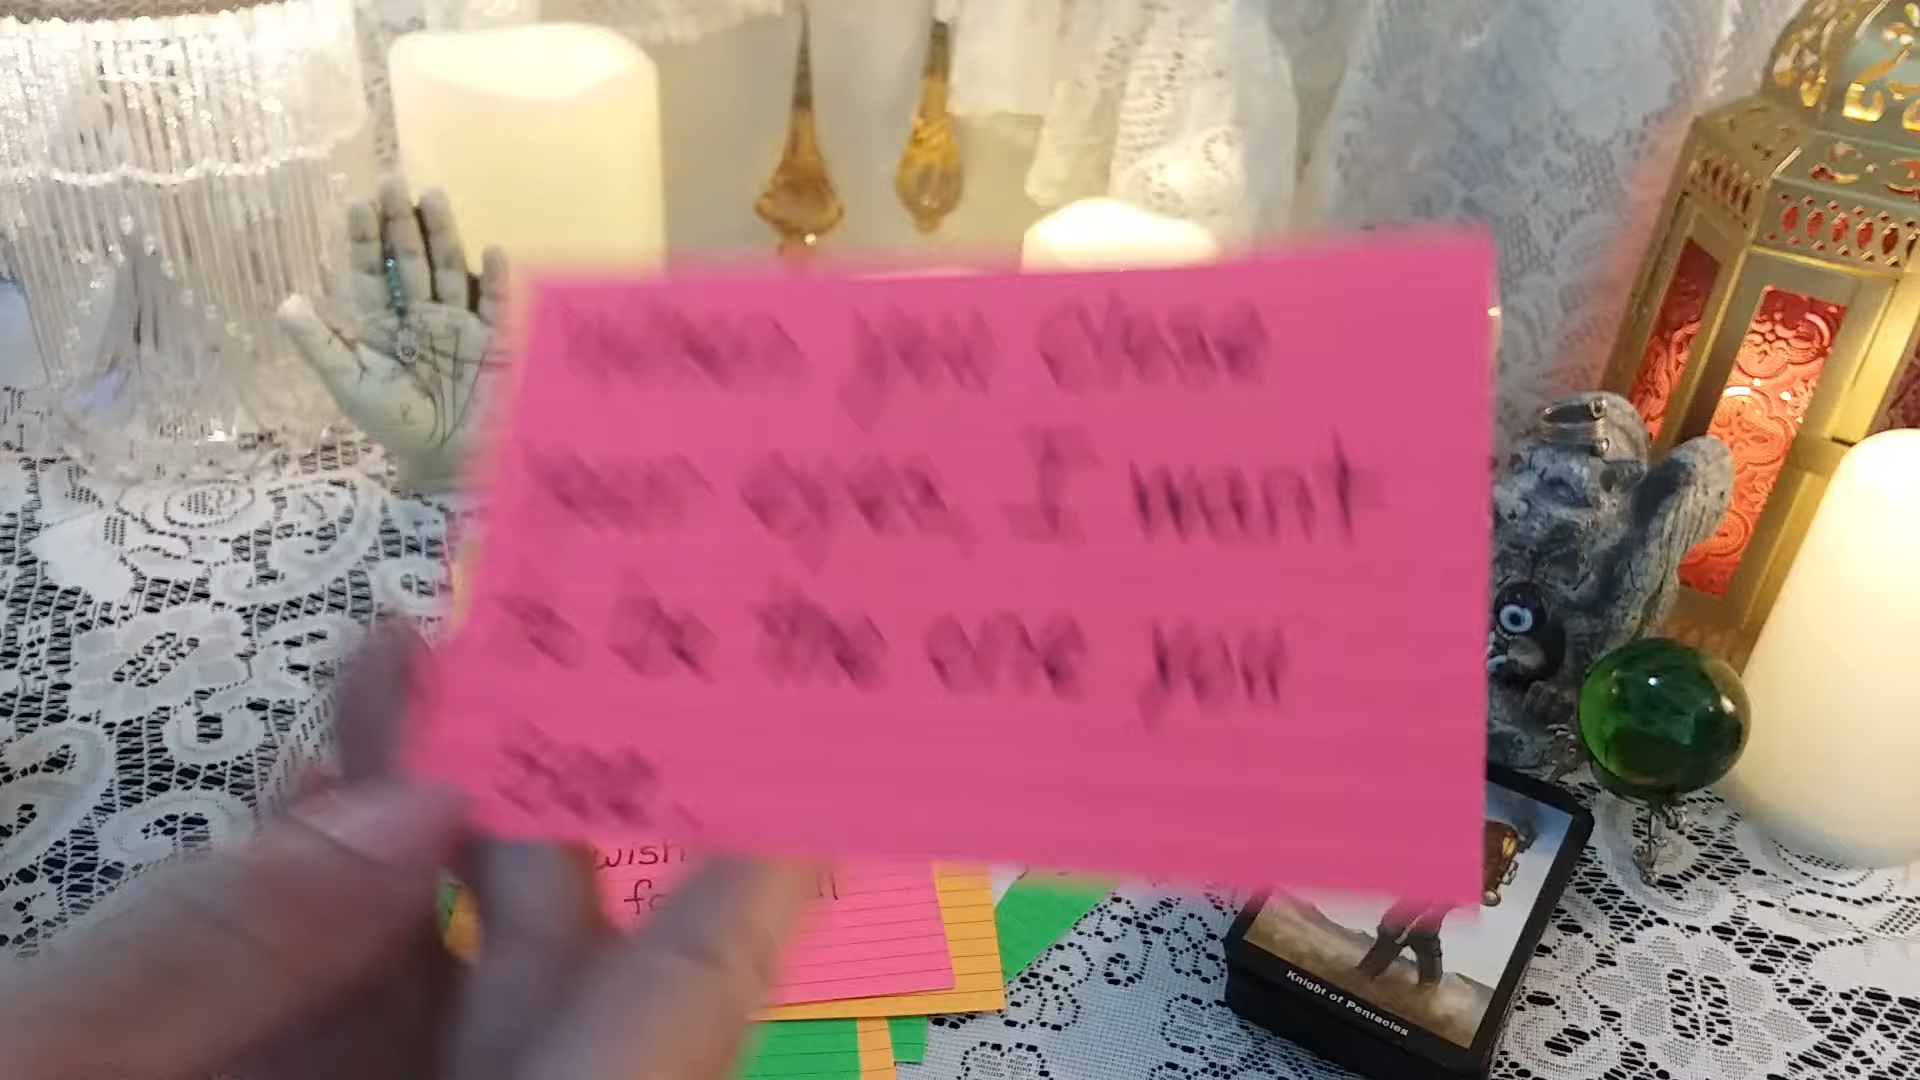 When you close
your eyes, I want
to be the one you
see.
wish
Knight of Pentacles